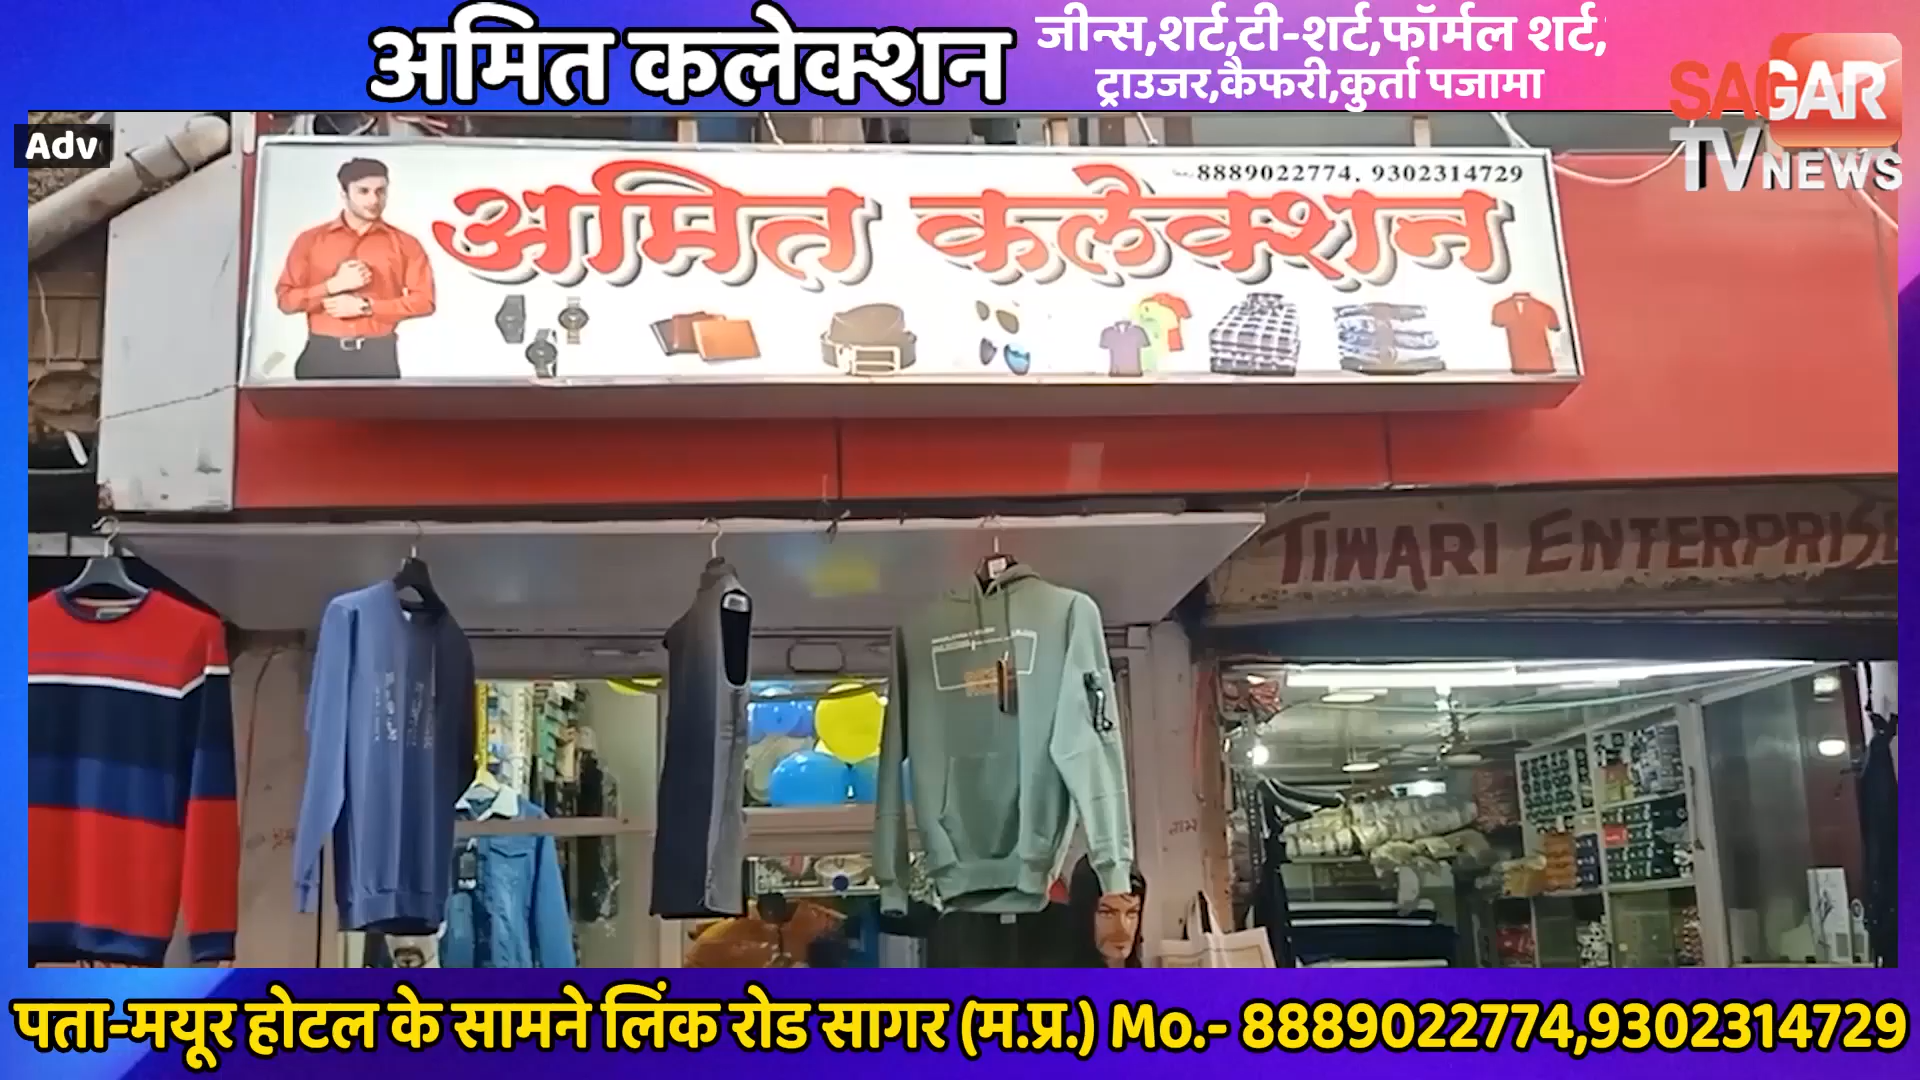 अमित कलेक्शन
जीन्स,शर्ट,टी-शर्ट,फॉर्मल शर्ट,
ट्राउजर,कैफरी,कुर्ता पजामा
SAGAR
TV NEWS
Adv
8889022774, 9302314729
अमित कलेक्शन
TIWARI ENTERPRISE
पता-मयूर होटल के सामने लिंक रोड सागर (म.प्र.) Mo.- 8889022774,9302314729